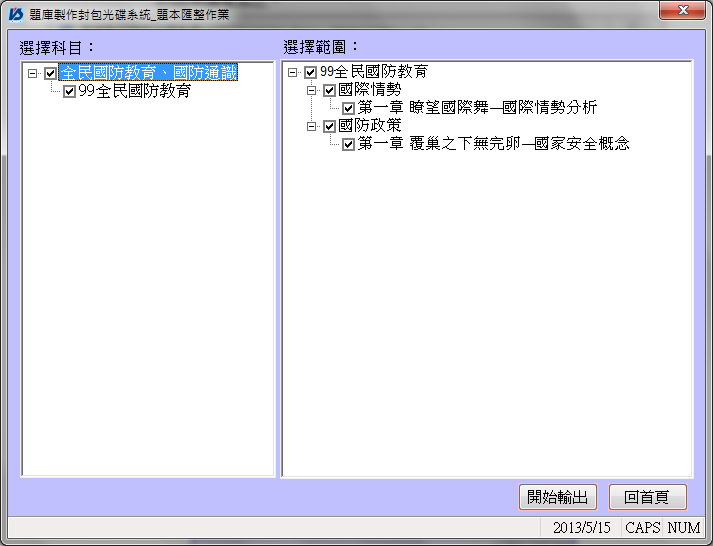 題庫製作封包光碟系統_題本匯整作業
選擇科目：
全民國防教育、國防通識
99全民國防教育
選擇範圍：
99全民國防教育
國際情勢
第一章 瞭望國際舞—國際情勢分析
國防政策
第一章 覆巢之下無完卵—國家安全概念
開始輸出 回首頁
2013/5/15 CAPS NUM